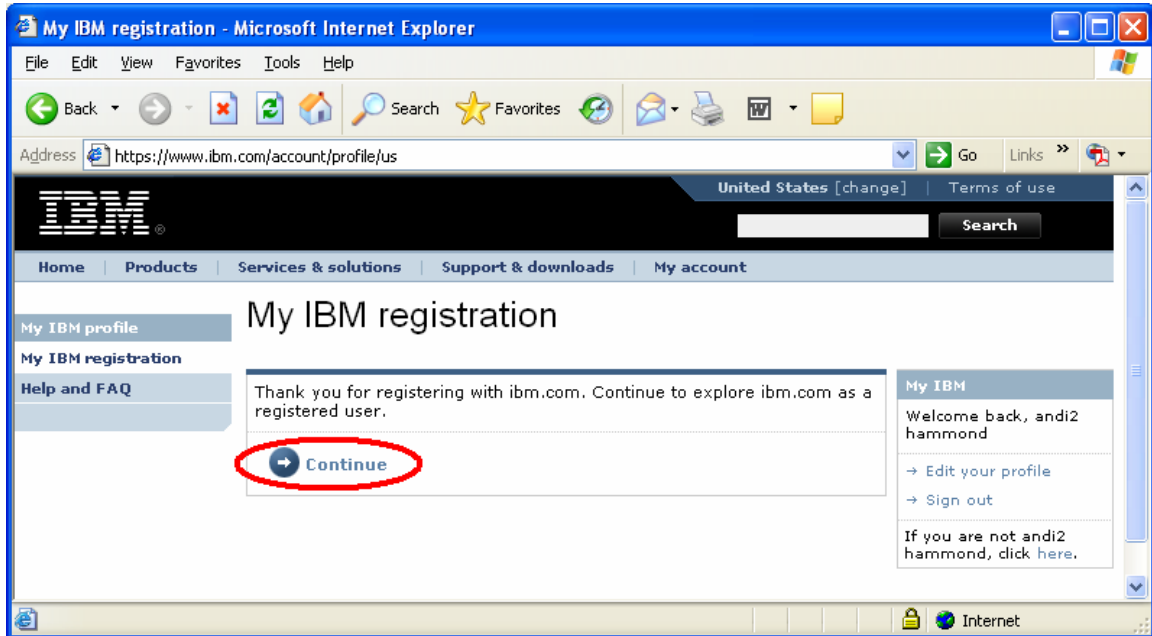 My IBM registration - Microsoft Internet Explorer
File Edit View Favorites Tools Help
Back Search Favorites
Address https://www.ibm.com/account/profile/us Go Links »
United States [change] | Terms of use
IBM®
Search
Home | Products | Services & solutions | Support & downloads | My account
My IBM registration
My IBM profile
My IBM registration
Help and FAQ
Thank you for registering with ibm.com. Continue to explore ibm.com as a
registered user.
Continue
My IBM
Welcome back, andi2
hammond
→ Edit your profile
→ Sign out
If you are not andi2
hammond, click here.
Internet